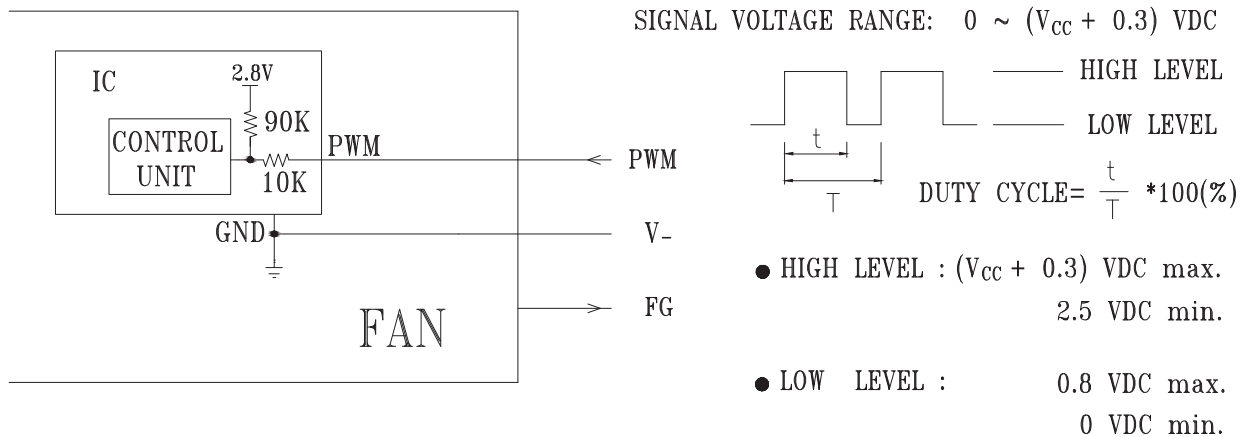 SIGNAL VOLTAGE RANGE: 0 ~ (VCC + 0.3) VDC
IC
2.8V
90K
CONTROL
UNIT
10K
PWM
PWM
GND
V-
FG
FAN
HIGH LEVEL
LOW LEVEL
t
T
DUTY CYCLE= t/T *100(%)
● HIGH LEVEL : (VCC + 0.3) VDC max.
2.5 VDC min.
● LOW LEVEL : 0.8 VDC max.
0 VDC min.